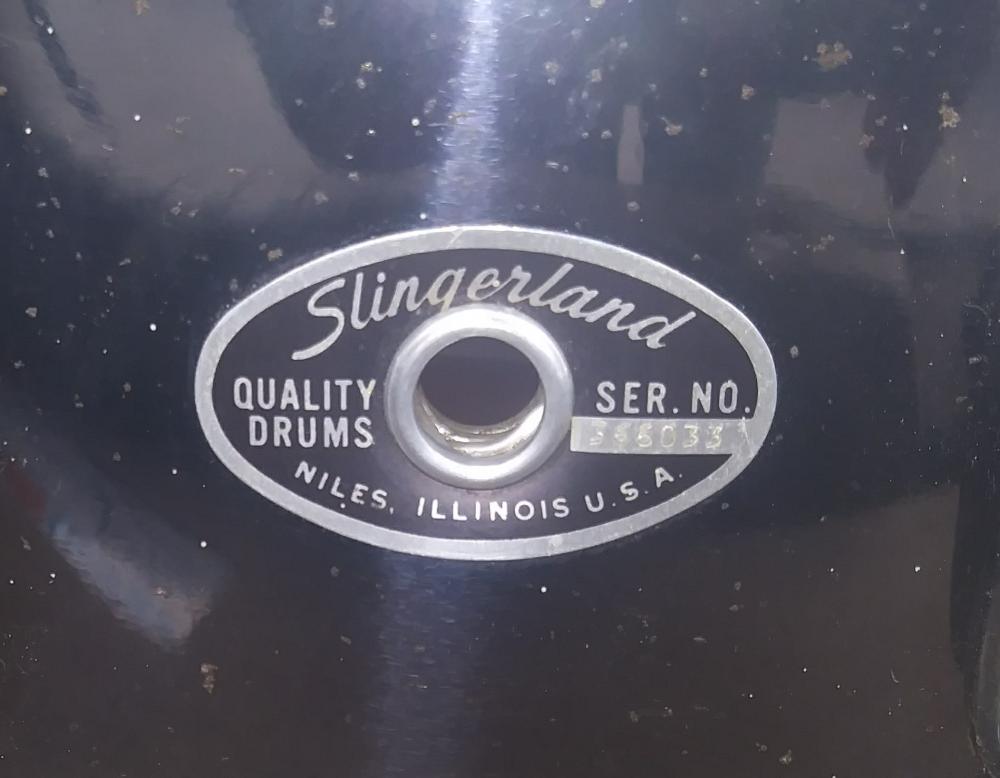 Slingerland
QUALITY
DRUMS
SER. NO.
NILES, ILLINOIS U.S.A.